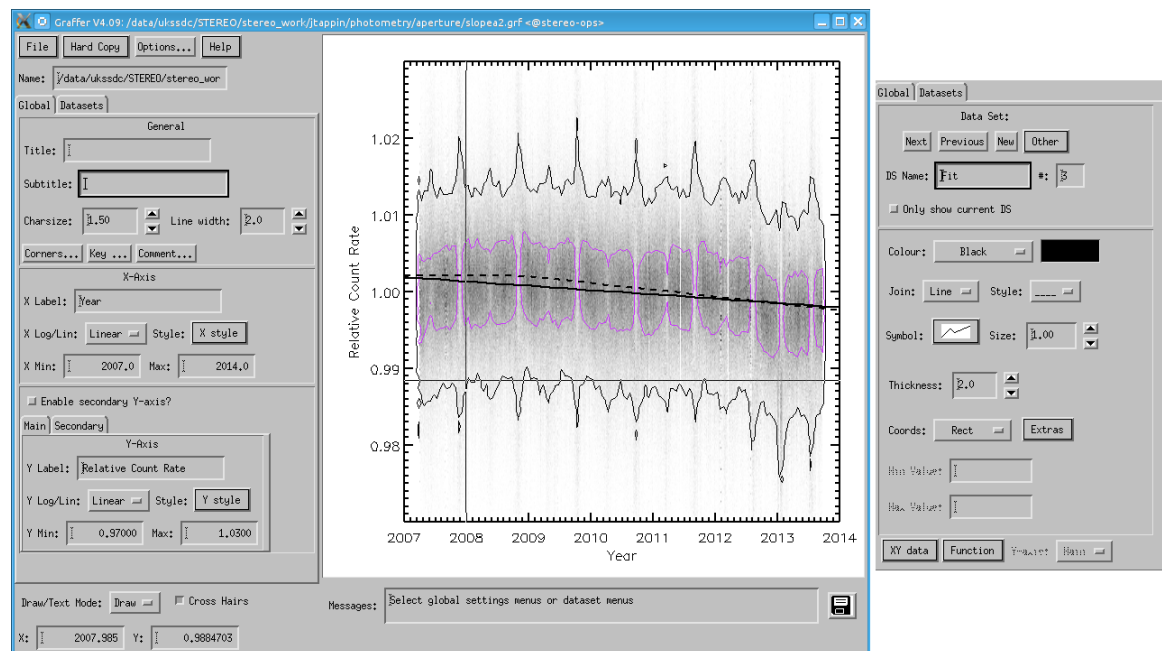 Graffer V4.09: /data/ukssdc/STEREO/stereo_work/jtappin/photometry/aperture/slopea2.grf <@stereo-ops>
File Hard Copy Options... Help
Name: /data/ukssdc/STEREO/stereo_wor
Global Datasets
General
Title:
Subtitle:
Charsize: 1.50 Line width: 2.0
Corners... Key ... Comment...
X-Axis
X Label: Year
X Log/Lin: Linear Style: X style
X Min: 2007.0 Max: 2014.0
Enable secondary Y-axis?
Main Secondary
Y-Axis
Y Label: Relative Count Rate
Y Log/Lin: Linear Style: Y style
Y Min: 0.97000 Max: 1.0300
Draw/Text Mode: Draw Cross Hairs
X: 2007.985 Y: 0.9884703
Relative Count Rate
1.02
1.01
1.00
0.99
0.98
2007 2008 2009 2010 2011 2012 2013 2014
Year
Messages: Select global settings menus or dataset menus
Global Datasets
Data Set:
Next Previous New Other
DS Name: Fit #: 3
Only show current DS
Colour: Black
Join: Line Style: ____
Symbol: Size: 1.00
Thickness: 2.0
Coords: Rect Extras
Min Value:
Max Value:
XY data Function Y-axis: Main